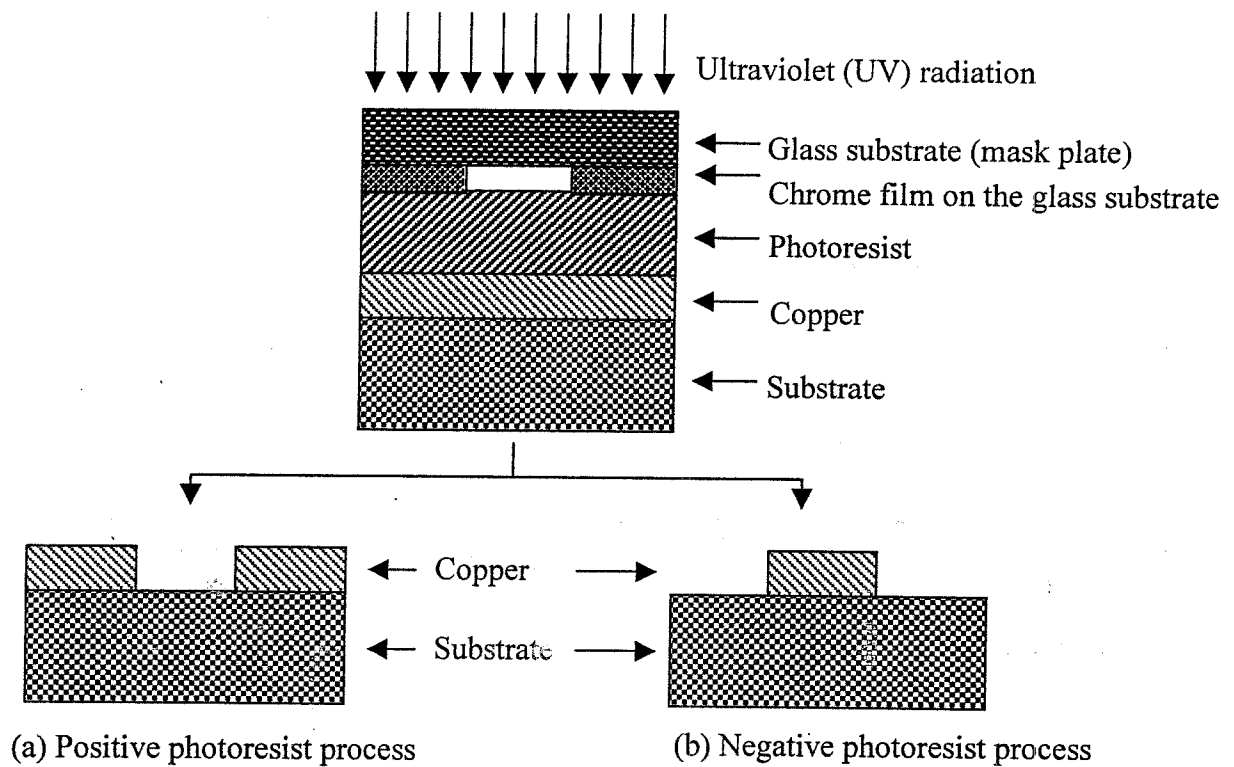 Ultraviolet (UV) radiation
Glass substrate (mask plate)
Chrome film on the glass substrate
Photoresist
Copper
Substrate
Copper
Substrate
(a) Positive photoresist process
(b) Negative photoresist process